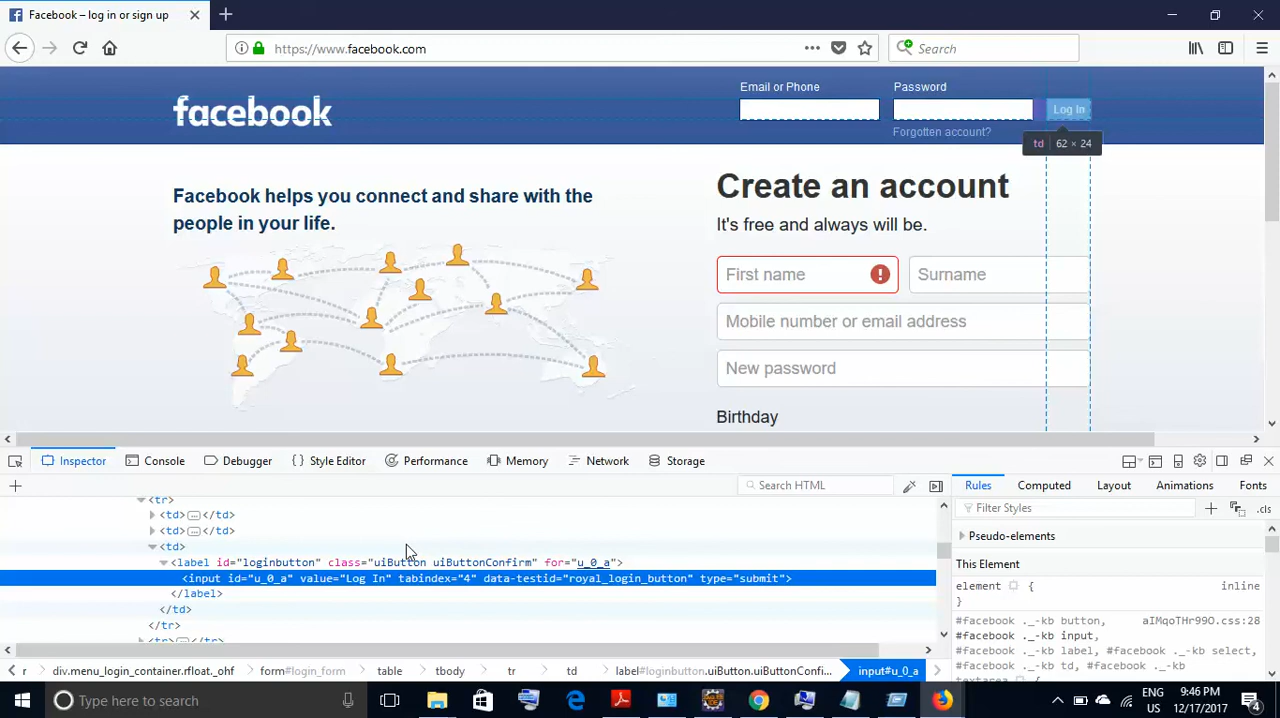 Facebook – log in or sign up
https://www.facebook.com
Search
facebook
Email or Phone
Password
Log In
Forgotten account?
td 62 × 24
Facebook helps you connect and share with the
people in your life.
Create an account
It's free and always will be.
First name
Surname
Mobile number or email address
New password
Birthday
Inspector
Console
Debugger
Style Editor
Performance
Memory
Network
Storage
Search HTML
<tr>
<td></td>
<td></td>
<td>
<label id="loginbutton" class="uiButton uiButtonConfirm" for="u_0_a">
<input id="u_0_a" value="Log In" tabindex="4" data-testid="royal_login_button" type="submit">
</label>
</td>
</tr>
<tr></tr>
Rules
Computed
Layout
Animations
Fonts
Filter Styles
.cls
Pseudo-elements
This Element
element { inline
}
#facebook ._-kb button, aIMqoTHr99O.css:28
#facebook ._-kb input,
#facebook ._-kb label, #facebook ._-kb select,
#facebook ._-kb td, #facebook ._-kb
textarea {
r div.menu_login_container.rfloat._ohf form#login_form table tbody tr td label#loginbutton.uiButton.uiButtonConfi... input#u_0_a
Type here to search
ENG
US
9:46 PM
12/17/2017
4